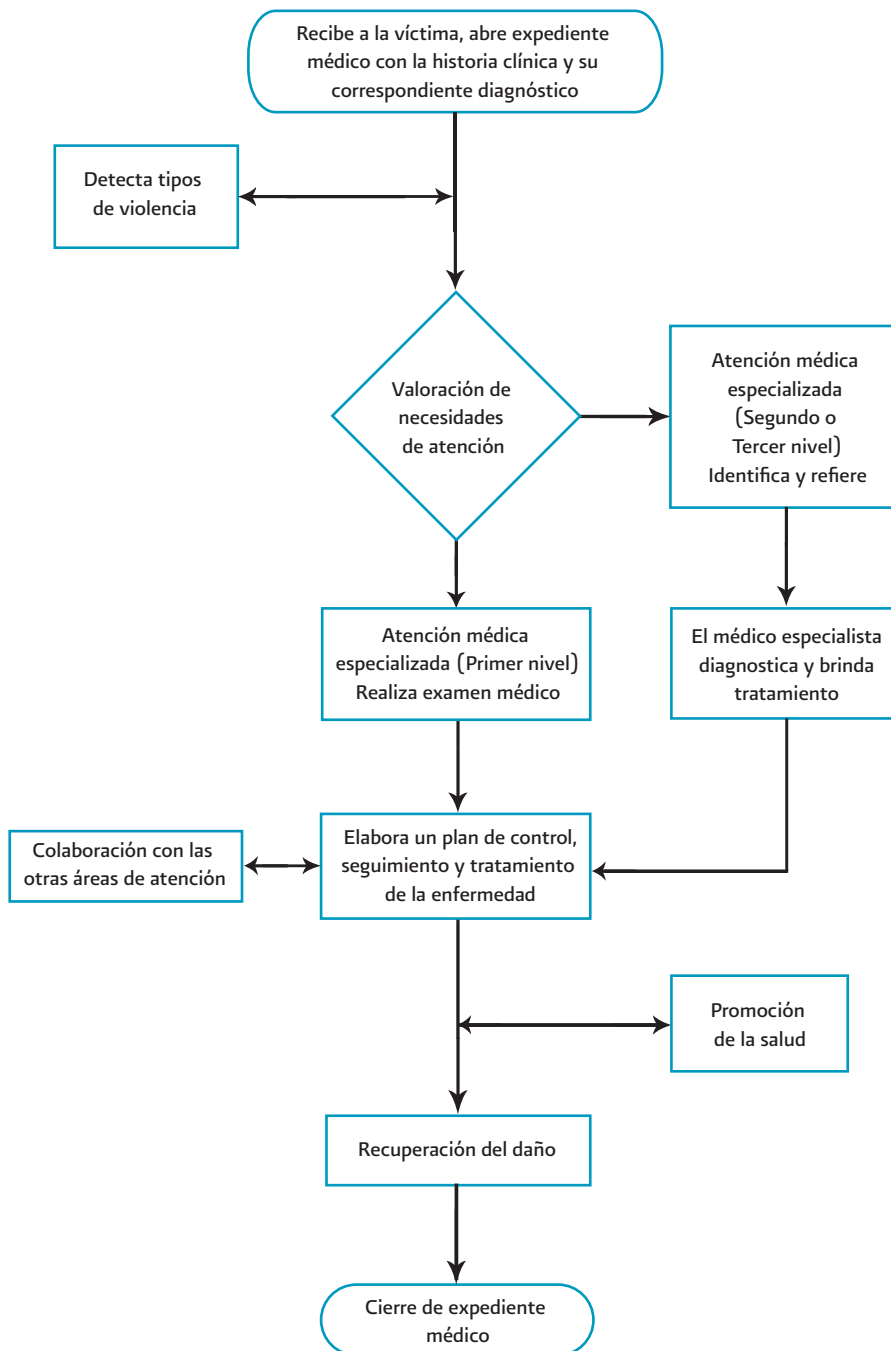 Recibe a la víctima, abre expediente
médico con la historia clínica y su
correspondiente diagnóstico
Detecta tipos
de violencia
Valoración de
necesidades
de atención
Atención médica
especializada
(Segundo o
Tercer nivel)
Identifica y refiere
Atención médica
especializada (Primer nivel)
Realiza examen médico
El médico especialista
diagnostica y brinda
tratamiento
Colaboración con las
otras áreas de atención
Elabora un plan de control,
seguimiento y tratamiento
de la enfermedad
Promoción
de la salud
Recuperación del daño
Cierre de expediente
médico